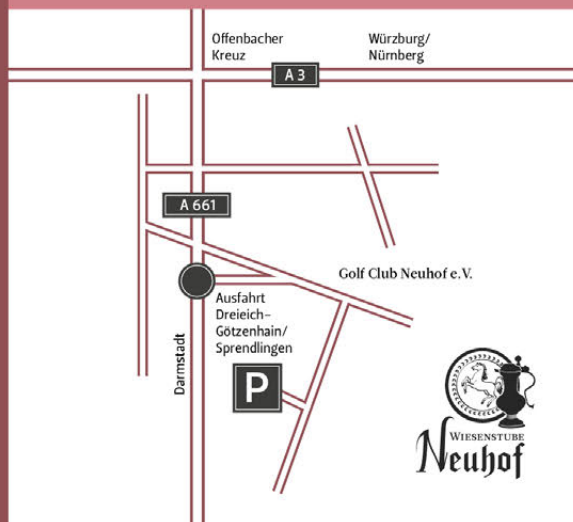 Offenbacher
Kreuz
Würzburg/
Nürnberg
A 3
A 661
Golf Club Neuhof e.V.
Ausfahrt
Dreieich-
Götzenhain/
Sprendlingen
Darmstadt
P
WIESENSTUBE
Neuhof